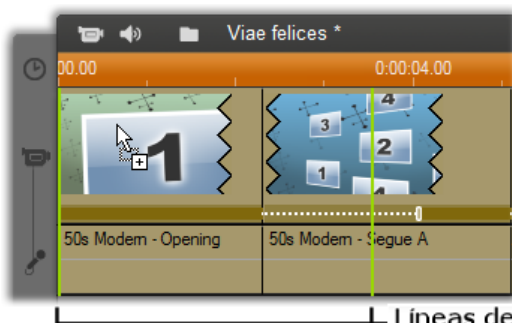 Viae felices *
00.00 0:00:04.00
1
3
4
2
1
50s Modern - Opening 50s Modern - Segue A
Líneas de